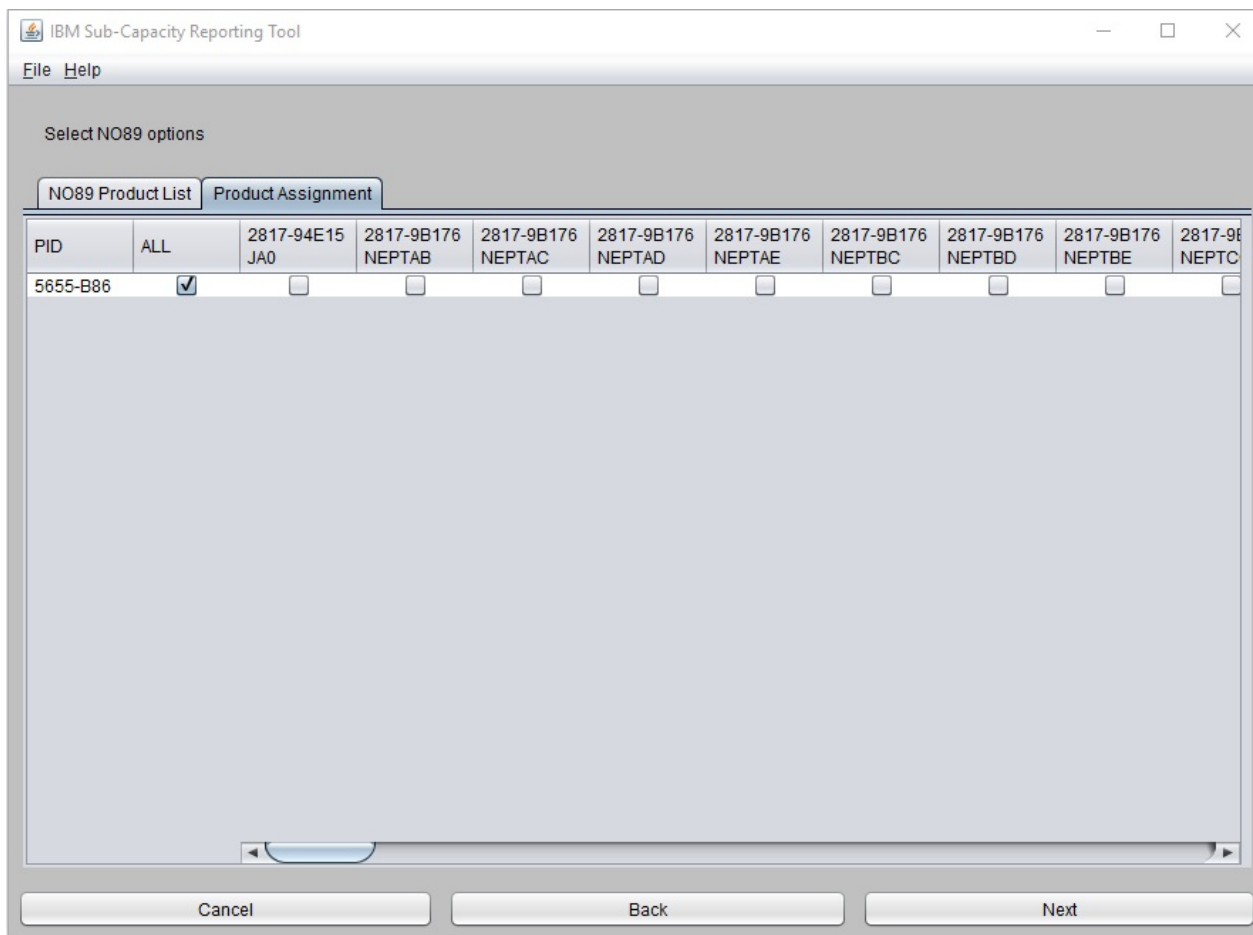 IBM Sub-Capacity Reporting Tool
File Help
Select NO89 options
NO89 Product List Product Assignment
PID ALL 2817-94E15 JA0 2817-9B176 NEPTAB 2817-9B176 NEPTAC 2817-9B176 NEPTAD 2817-9B176 NEPTAE 2817-9B176 NEPTBC 2817-9B176 NEPTBD 2817-9B176 NEPTBE
5655-B86
Cancel Back Next